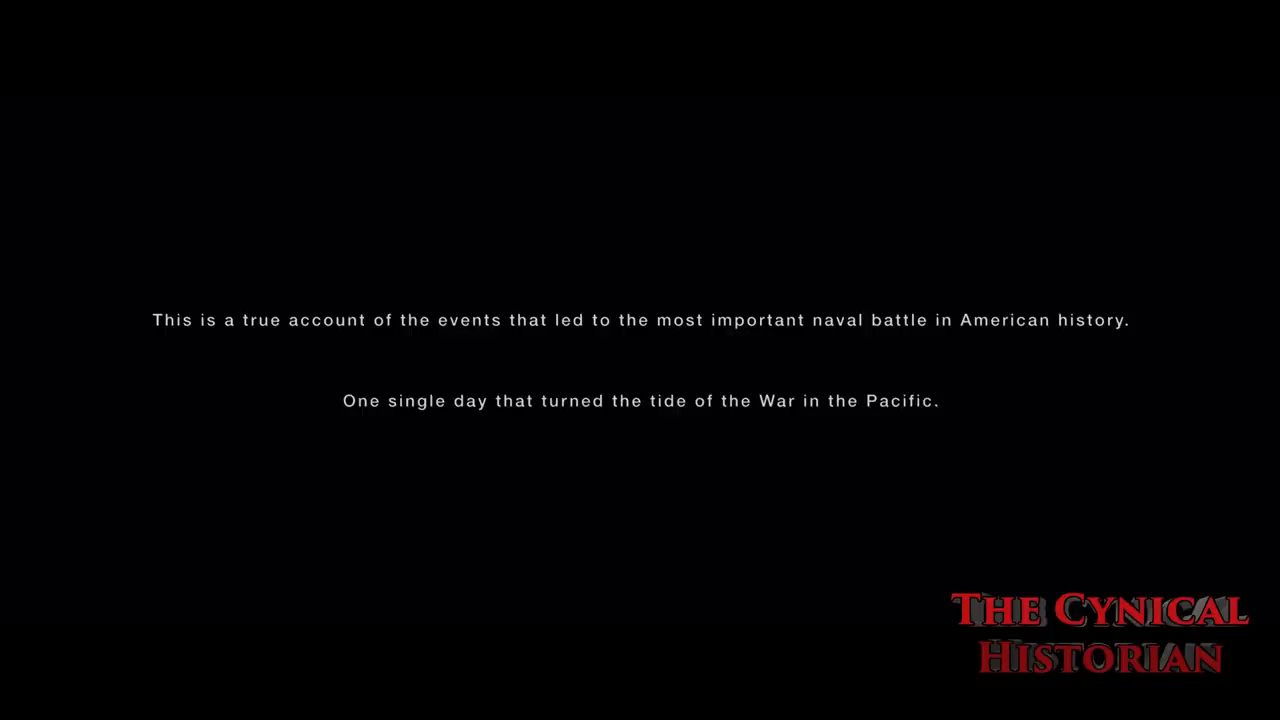 This is a true account of the events that led to the most important naval battle in American history.
One single day that turned the tide of the War in the Pacific.
The Cynical
Historian